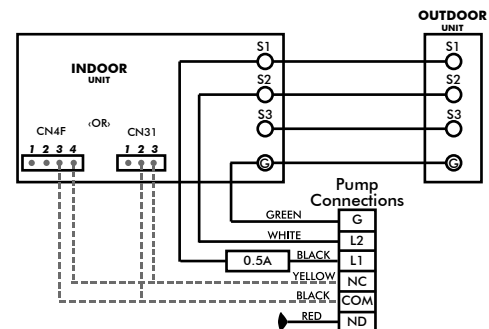 OUTDOOR
UNIT
INDOOR
UNIT
S1
S2
S3
G
S1
S2
S3
G
CN4F
‹OR›
CN31
1 2 3 4
1 2 3
Pump
Connections
GREEN
G
WHITE
L2
0.5A
BLACK
L1
YELLOW
NC
BLACK
COM
RED
ND